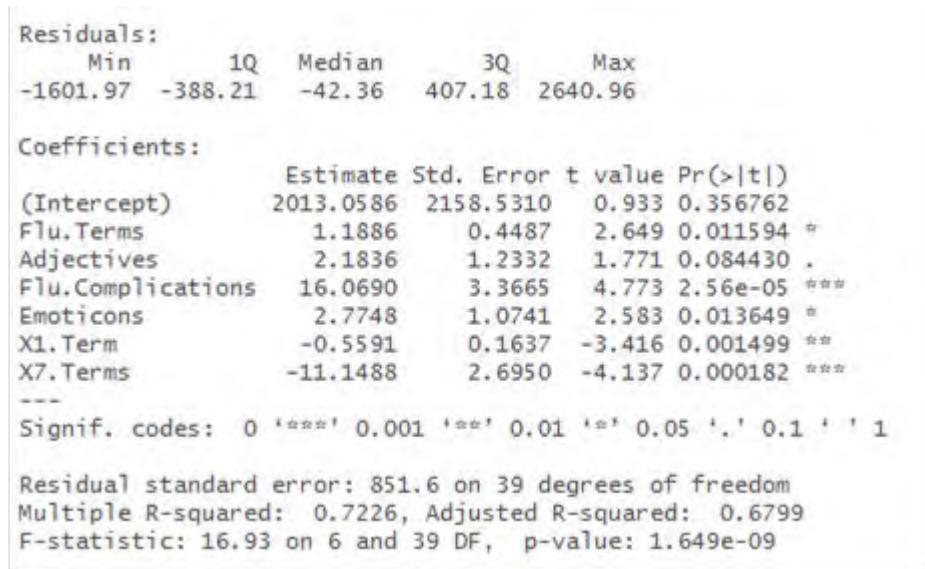 Residuals:
Min 1Q Median 3Q Max
-1601.97 -388.21 -42.36 407.18 2640.96
Coefficients:
Estimate Std. Error t value Pr(>|t|)
(Intercept) 2013.0586 2158.5310 0.933 0.356762
Flu.Terms 1.1886 0.4487 2.649 0.011594 *
Adjectives 2.1836 1.2332 1.771 0.084430 .
Flu.Complications 16.0690 3.3665 4.773 2.56e-05 ***
Emoticons 2.7748 1.0741 2.583 0.013649 *
X1.Term -0.5591 0.1637 -3.416 0.001499 **
X7.Terms -11.1488 2.6950 -4.137 0.000182 ***
---
Signif. codes: 0 ‘***’ 0.001 ‘**’ 0.01 ‘*’ 0.05 ‘.’ 0.1 ‘ ’ 1
Residual standard error: 851.6 on 39 degrees of freedom
Multiple R-squared: 0.7226, Adjusted R-squared: 0.6799
F-statistic: 16.93 on 6 and 39 DF, p-value: 1.649e-09